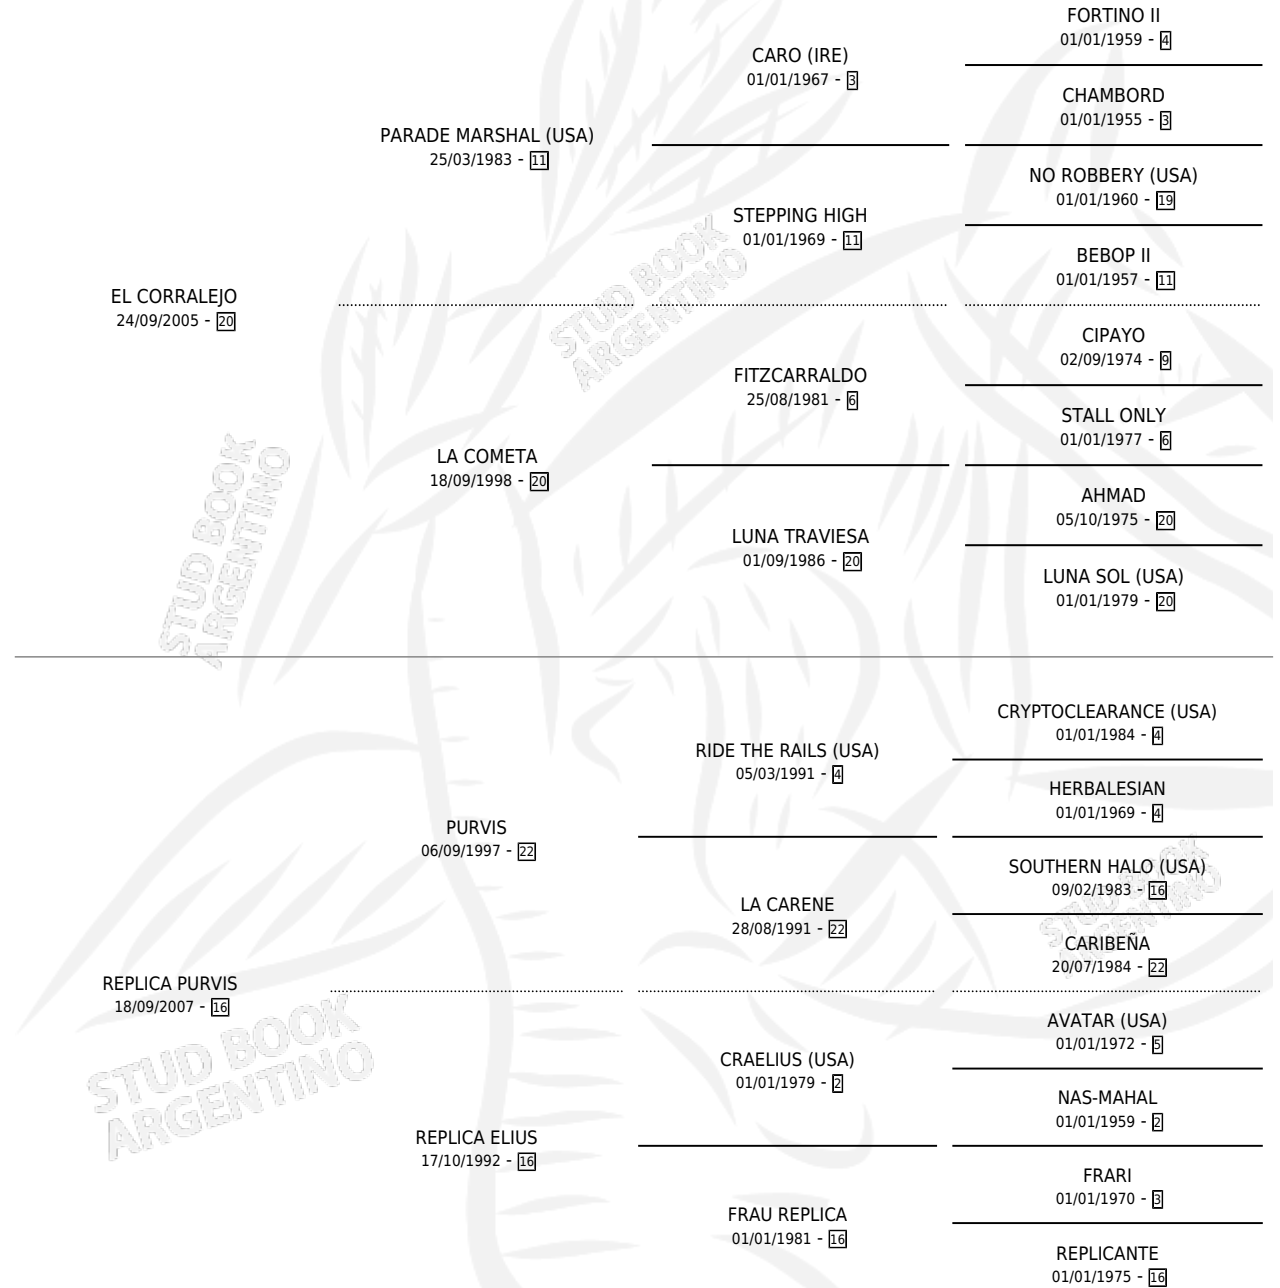 FORTINO II
01/01/1959 - 4
CARO (IRE)
01/01/1967 - 3
CHAMBORD
01/01/1955 - 3
PARADE MARSHAL (USA)
25/03/1983 - 11
NO ROBBERY (USA)
01/01/1960 - 19
STEPPING HIGH
01/01/1969 - 11
BEBOP II
01/01/1957 - 11
EL CORRALEJO
24/09/2005 - 20
STUD BOOK
ARGENTINO
CIPAYO
02/09/1974 - 9
FITZCARRALDO
25/08/1981 - 6
STALL ONLY
01/01/1977 - 6
LA COMETA
18/09/1998 - 20
AHMAD
05/10/1975 - 20
LUNA TRAVIESA
01/09/1986 - 20
LUNA SOL (USA)
01/01/1979 - 20
STUD BOOK
ARGENTINO
CRYPTOCLEARANCE (USA)
01/01/1984 - 4
RIDE THE RAILS (USA)
05/03/1991 - 4
HERBALESIAN
01/01/1969 - 4
PURVIS
06/09/1997 - 22
SOUTHERN HALO (USA)
09/02/1983 - 16
LA CARENE
28/08/1991 - 22
CARIBEÑA
20/07/1984 - 22
STUD BOOK
ARGENTINO
REPLICA PURVIS
18/09/2007 - 16
AVATAR (USA)
01/01/1972 - 5
CRAELIUS (USA)
01/01/1979 - 2
NAS-MAHAL
01/01/1959 - 2
STUD BOOK
ARGENTINO
REPLICA ELIUS
17/10/1992 - 16
FRARI
01/01/1970 - 3
FRAU REPLICA
01/01/1981 - 16
REPLICANTE
01/01/1975 - 16